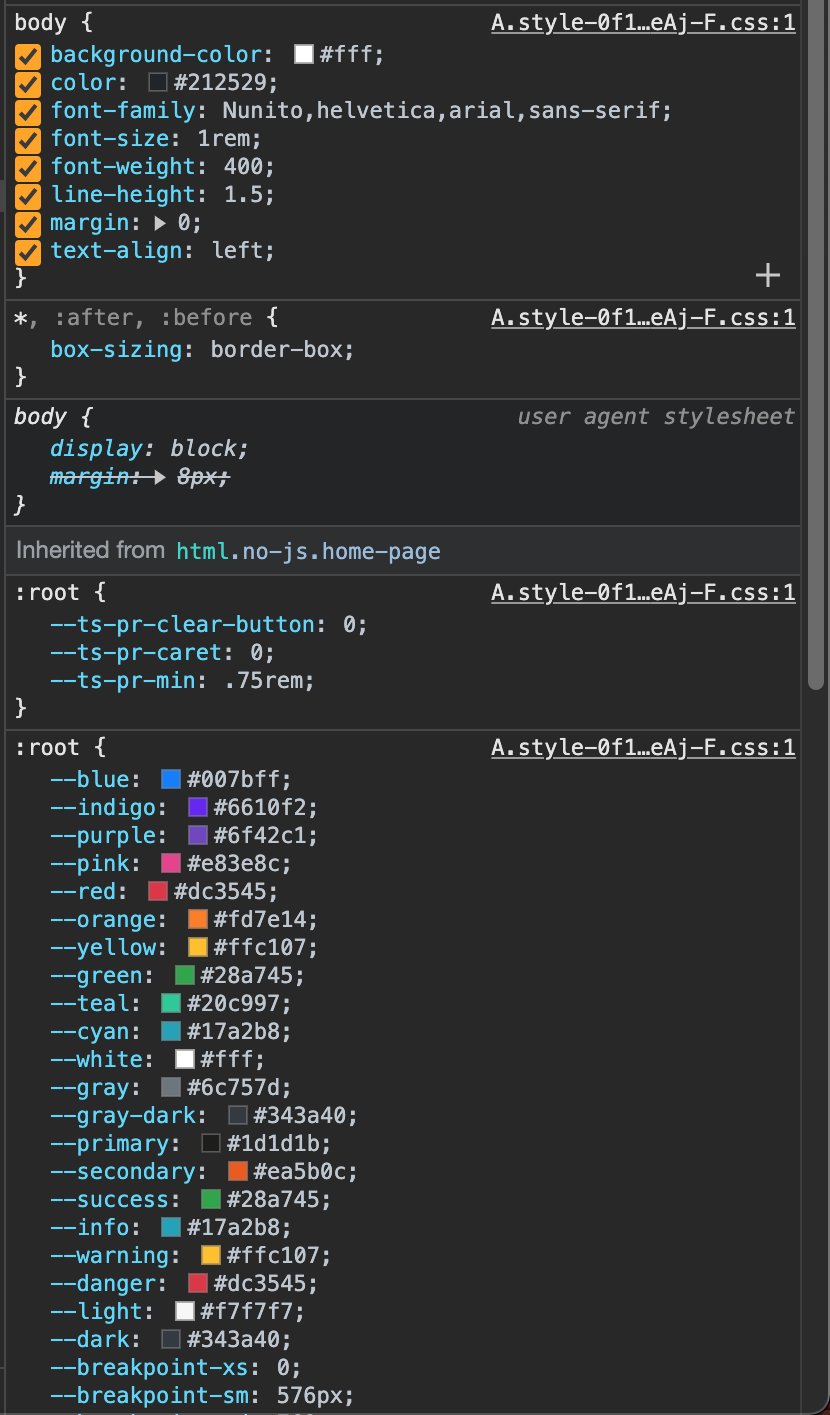 body {
A.style-0f1…eAj-F.css:1
background-color: #fff;
color: #212529;
font-family: Nunito,helvetica,arial,sans-serif;
font-size: 1rem;
font-weight: 400;
line-height: 1.5;
margin: 0;
text-align: left;
}
*, :after, :before {
A.style-0f1…eAj-F.css:1
box-sizing: border-box;
}
body {
user agent stylesheet
display: block;
margin: 8px;
}
Inherited from html.no-js.home-page
:root {
A.style-0f1…eAj-F.css:1
--ts-pr-clear-button: 0;
--ts-pr-caret: 0;
--ts-pr-min: .75rem;
}
:root {
A.style-0f1…eAj-F.css:1
--blue: #007bff;
--indigo: #6610f2;
--purple: #6f42c1;
--pink: #e83e8c;
--red: #dc3545;
--orange: #fd7e14;
--yellow: #ffc107;
--green: #28a745;
--teal: #20c997;
--cyan: #17a2b8;
--white: #fff;
--gray: #6c757d;
--gray-dark: #343a40;
--primary: #1d1d1b;
--secondary: #ea5b0c;
--success: #28a745;
--info: #17a2b8;
--warning: #ffc107;
--danger: #dc3545;
--light: #f7f7f7;
--dark: #343a40;
--breakpoint-xs: 0;
--breakpoint-sm: 576px;